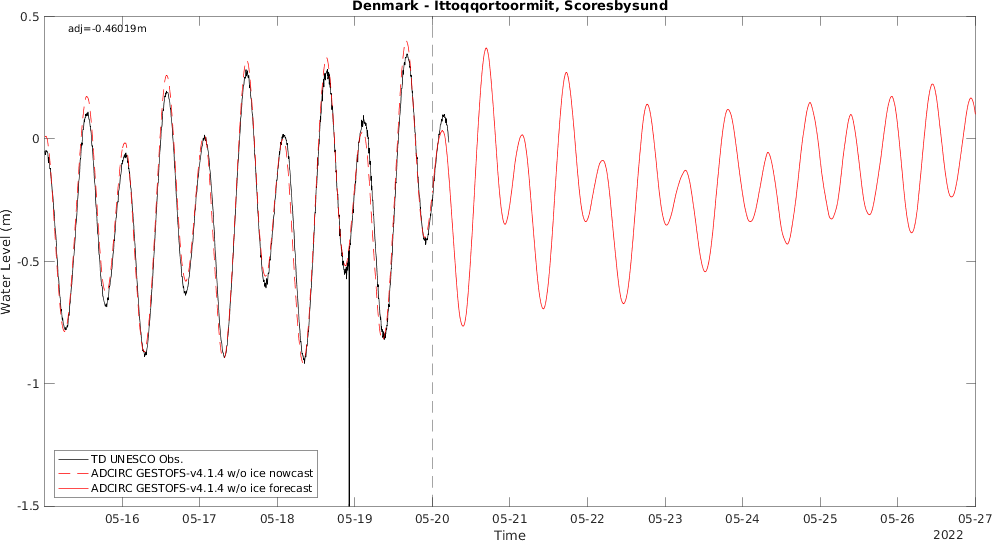 Denmark - Ittoqqortoormiit, Scoresbysund
adj=-0.46019m
0.5
0
-0.5
-1
-1.5
Water Level (m)
TD UNESCO Obs.
ADCIRC GESTOFS-v4.1.4 w/o ice nowcast
ADCIRC GESTOFS-v4.1.4 w/o ice forecast
05-16 05-17 05-18 05-19 05-20 05-21 05-22 05-23 05-24 05-25 05-26 05-27
Time
2022